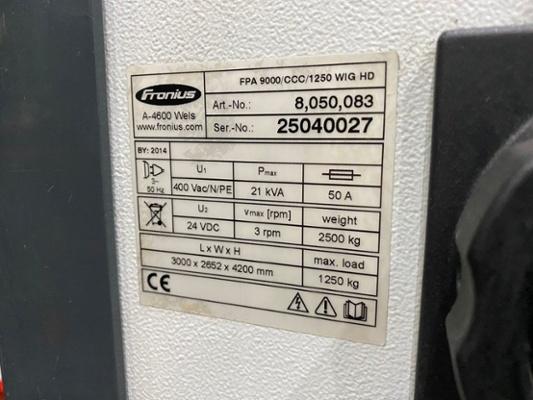 Fronius
A-4600 Wels
www.fronius.com
FPA 9000/CCC/1250 WIG HD
Art.-No.: 8,050,083
Ser.-No.: 25040027
BY: 2014
3~
50 Hz
U1
400 Vac/N/PE
Pmax
21 kVA
50 A
U2
24 VDC
vmax [rpm]
3 rpm
weight
2500 kg
L x W x H
3000 x 2652 x 4200 mm
max. load
1250 kg
CE